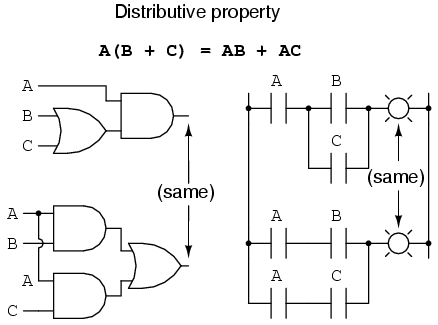 Distributive property
A(B + C) = AB + AC
A
B
C
(same)
A
B
A
C
A B
C
(same)
A B
A C